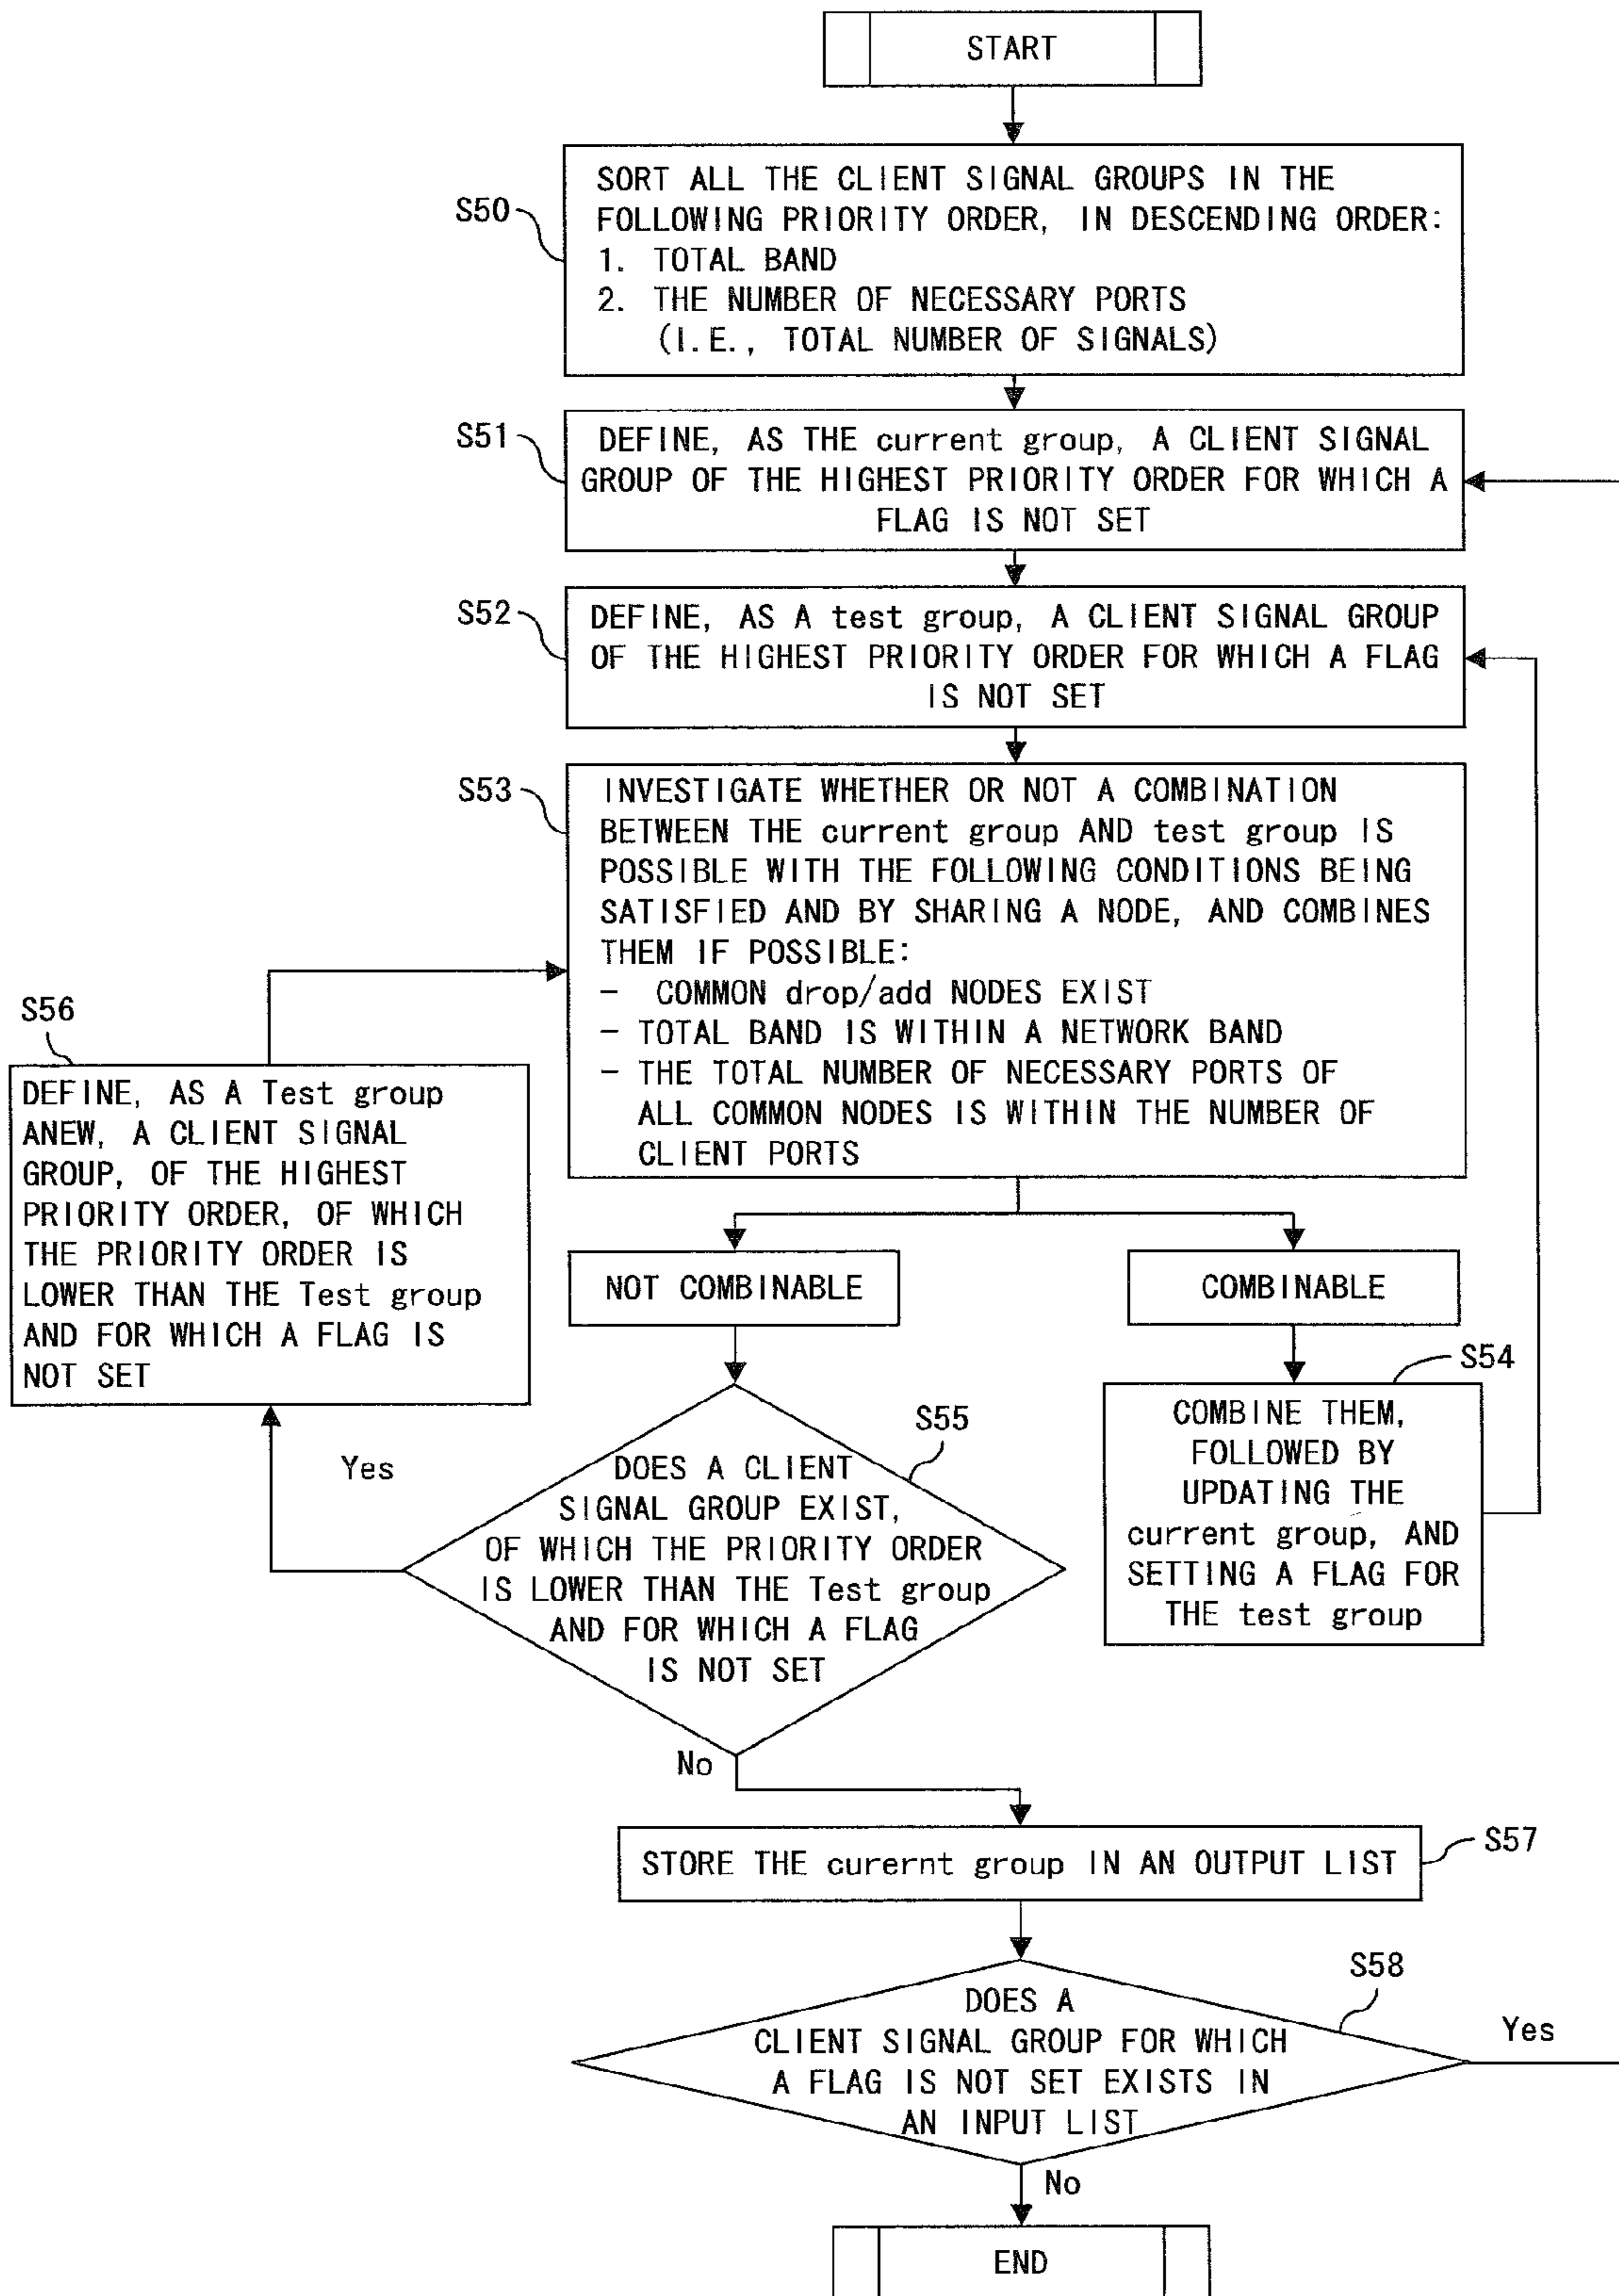 START
S50
SORT ALL THE CLIENT SIGNAL GROUPS IN THE
FOLLOWING PRIORITY ORDER, IN DESCENDING ORDER:
1. TOTAL BAND
2. THE NUMBER OF NECESSARY PORTS
(I.E., TOTAL NUMBER OF SIGNALS)
S51
DEFINE, AS THE current group, A CLIENT SIGNAL
GROUP OF THE HIGHEST PRIORITY ORDER FOR WHICH A
FLAG IS NOT SET
S52
DEFINE, AS A test group, A CLIENT SIGNAL GROUP
OF THE HIGHEST PRIORITY ORDER FOR WHICH A FLAG
IS NOT SET
S53
INVESTIGATE WHETHER OR NOT A COMBINATION
BETWEEN THE current group AND test group IS
POSSIBLE WITH THE FOLLOWING CONDITIONS BEING
SATISFIED AND BY SHARING A NODE, AND COMBINES
THEM IF POSSIBLE:
- COMMON drop/add NODES EXIST
- TOTAL BAND IS WITHIN A NETWORK BAND
- THE TOTAL NUMBER OF NECESSARY PORTS OF
ALL COMMON NODES IS WITHIN THE NUMBER OF
CLIENT PORTS
S56
DEFINE, AS A Test group
ANEW, A CLIENT SIGNAL
GROUP, OF THE HIGHEST
PRIORITY ORDER, OF WHICH
THE PRIORITY ORDER IS
LOWER THAN THE Test group
AND FOR WHICH A FLAG IS
NOT SET
NOT COMBINABLE
COMBINABLE
S54
COMBINE THEM,
FOLLOWED BY
UPDATING THE
current group, AND
SETTING A FLAG FOR
THE test group
S55
Yes
DOES A CLIENT
SIGNAL GROUP EXIST,
OF WHICH THE PRIORITY ORDER
IS LOWER THAN THE Test group
AND FOR WHICH A FLAG
IS NOT SET
No
STORE THE curernt group IN AN OUTPUT LIST
S57
S58
DOES A
CLIENT SIGNAL GROUP FOR WHICH
A FLAG IS NOT SET EXISTS IN
AN INPUT LIST
Yes
No
END